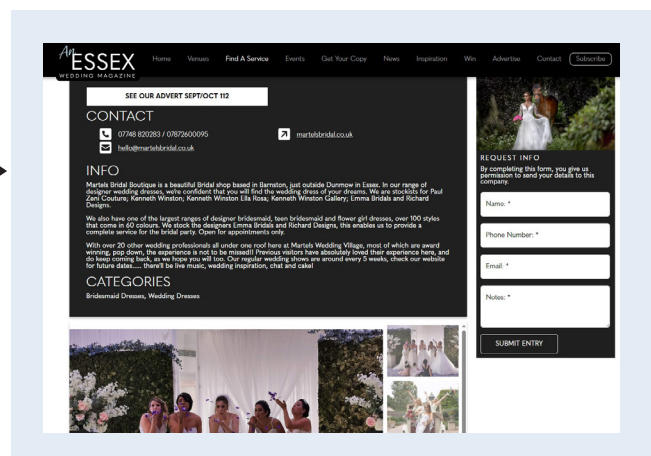 An
ESSEX
WEDDING MAGAZINE
Home Venues Find A Service Events Get Your Copy News Inspiration Win Advertise Contact Subscribe
SEE OUR ADVERT SEPT/OCT 112
CONTACT
07748 820283 / 07872600095
martelsbridal.co.uk
hello@martelsbridal.co.uk
INFO
Martels Bridal Boutique is a beautiful Bridal shop based in Barnston, just outside Dunmow in Essex. In our range of
designer wedding dresses, we're confident that you will find the wedding dress of your dreams. We are stockists for Paul
Zeni Couture; Kenneth Winston; Kenneth Winston Ella Rosa; Kenneth Winston Gallery; Emma Bridals and Richard
Designs.
We also have one of the largest ranges of designer bridesmaid, teen bridesmaid and flower girl dresses, over 100 styles
that come in 60 colours. We stock the designers Emma Bridals and Richard Designs, this enables us to provide a
complete service for the bridal party. Open for appointments only.
With over 20 other wedding professionals all under one roof here at Martels Wedding Village, most of which are award
winning, pop down, the experience is not to be missed!! Previous visitors have absolutely loved their experience here, and
do keep coming back, as we hope you will too. Our regular wedding shows are around every 5 weeks, check our website
for future dates..... there'll be live music, wedding inspiration, chat and cake!
CATEGORIES
Bridesmaid Dresses, Wedding Dresses
REQUEST INFO
By completing this form, you give us
permission to send your details to this
company.
Name: *
Phone Number: *
Email: *
Notes: *
SUBMIT ENTRY